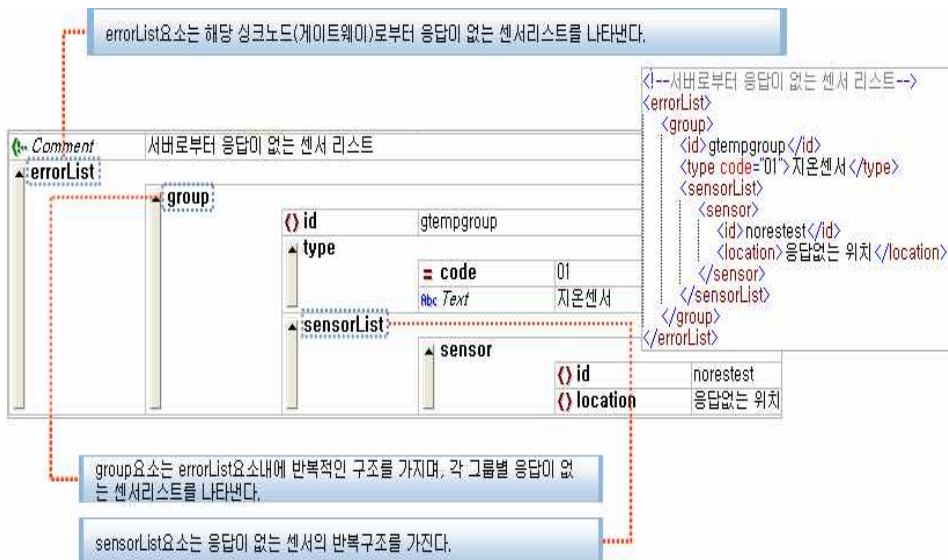 errorList요소는 해당 싱크노드(게이트웨이)로부터 응답이 없는 센서리스트를 나타낸다.
<!--서버로부터 응답이 없는 센서 리스트-->
<errorList>
<group>
<id>gtempgroup</id>
<type code="01">지온센서</type>
<sensorList>
<sensor>
<id>norestest</id>
<location>응답없는 위치</location>
</sensor>
</sensorList>
</group>
</errorList>
Comment 서버로부터 응답이 없는 센서 리스트
errorList
group
id gtempgroup
type
code 01
Abc Text 지온센서
sensorList
sensor
id norestest
location 응답없는 위치
group요소는 errorList요소내에 반복적인 구조를 가지며, 각 그룹별 응답이 없
는 센서리스트를 나타낸다.
sensorList요소는 응답이 없는 센서의 반복구조를 가진다.